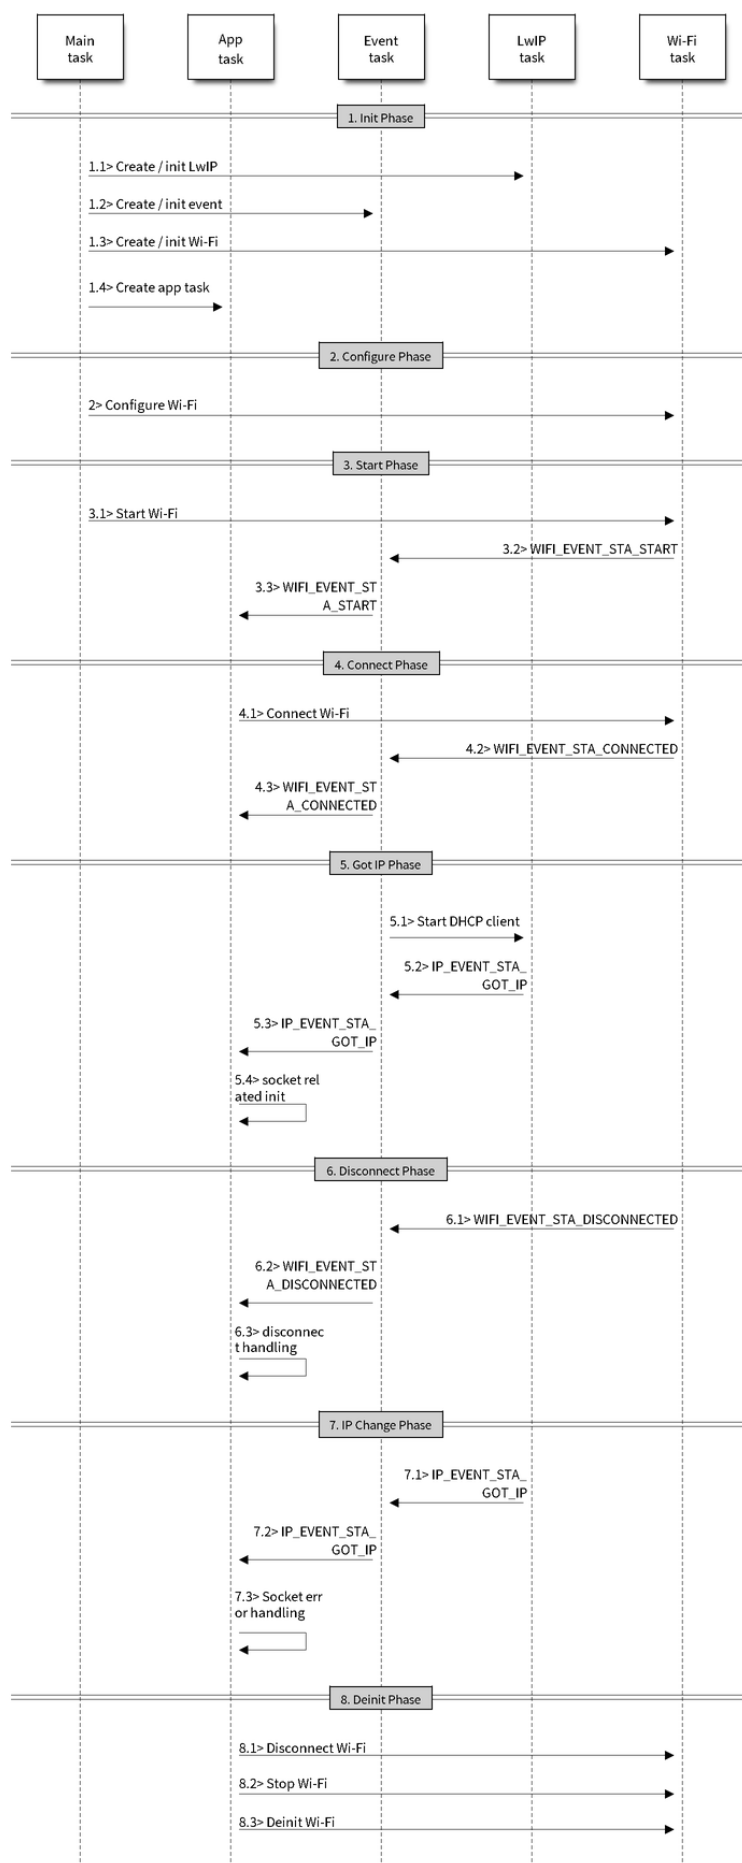 Main
task
App
task
Event
task
LwIP
task
Wi-Fi
task
1. Init Phase
1.1> Create / init LwIP
1.2> Create / init event
1.3> Create / init Wi-Fi
1.4> Create app task
2. Configure Phase
2> Configure Wi-Fi
3. Start Phase
3.1> Start Wi-Fi
3.2> WIFI_EVENT_STA_START
3.3> WIFI_EVENT_ST
A_START
4. Connect Phase
4.1> Connect Wi-Fi
4.2> WIFI_EVENT_STA_CONNECTED
4.3> WIFI_EVENT_ST
A_CONNECTED
5. Got IP Phase
5.1> Start DHCP client
5.2> IP_EVENT_STA_
GOT_IP
5.3> IP_EVENT_STA_
GOT_IP
5.4> socket rel
ated init
6. Disconnect Phase
6.1> WIFI_EVENT_STA_DISCONNECTED
6.2> WIFI_EVENT_ST
A_DISCONNECTED
6.3> disconnec
t handling
7. IP Change Phase
7.1> IP_EVENT_STA_
GOT_IP
7.2> IP_EVENT_STA_
GOT_IP
7.3> Socket err
or handling
8. Deinit Phase
8.1> Disconnect Wi-Fi
8.2> Stop Wi-Fi
8.3> Deinit Wi-Fi